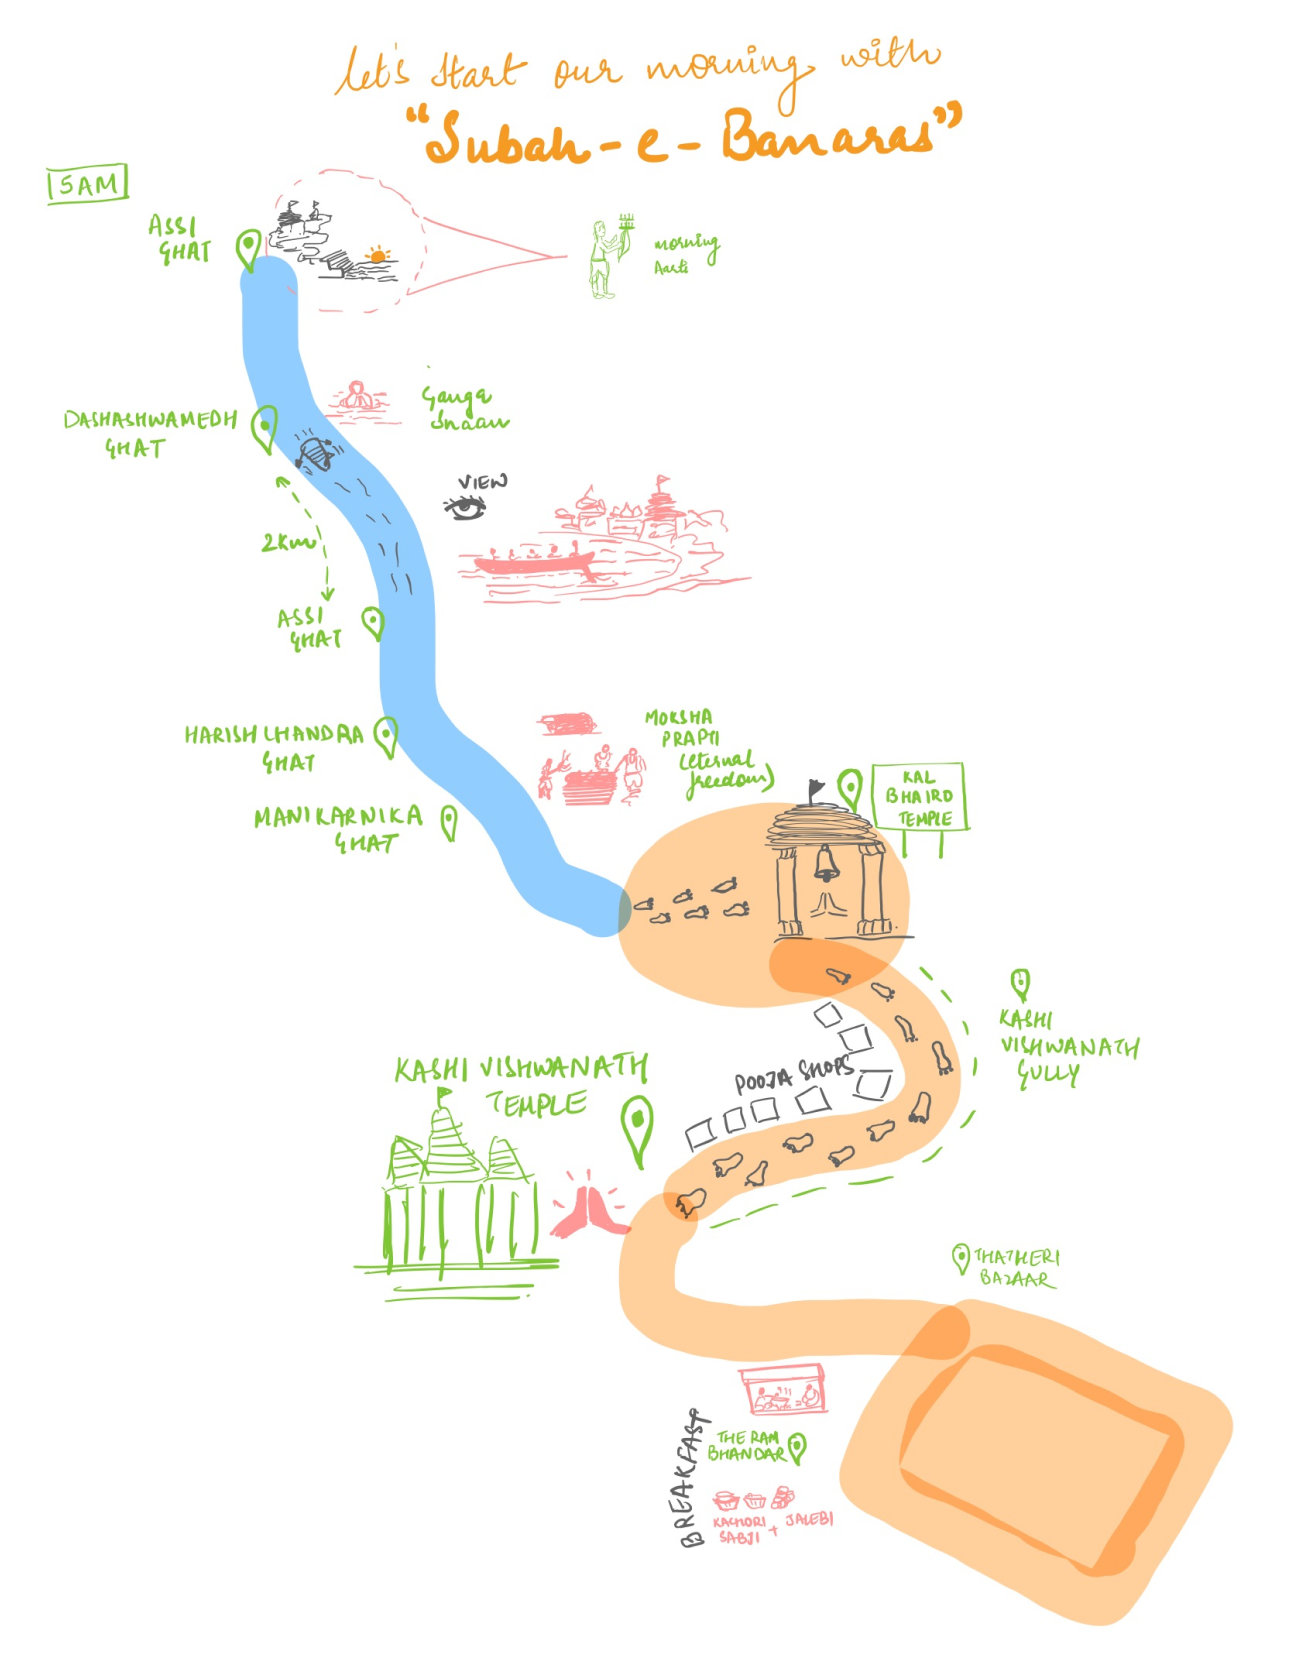 let's start our morning with
"Subah-e-Banaras"
5AM
ASSI
GHAT
morning
Aarti
DASHASHWAMEDH
GHAT
Ganga
Snaan
VIEW
2Km
ASSI
GHAT
HARISHCHANDRA
GHAT
MOKSHA
PRAPTI
(eternal
freedom)
MANIKARNIKA
GHAT
KAL
BHAIRO
TEMPLE
KASHI
VISHWANATH
GULLY
POOJA SHOPS
KASHI VISHWANATH
TEMPLE
THATHERI
BAZAAR
BREAKFAST
THE RAM
BHANDAR
KACHORI
SABJI + JALEBI